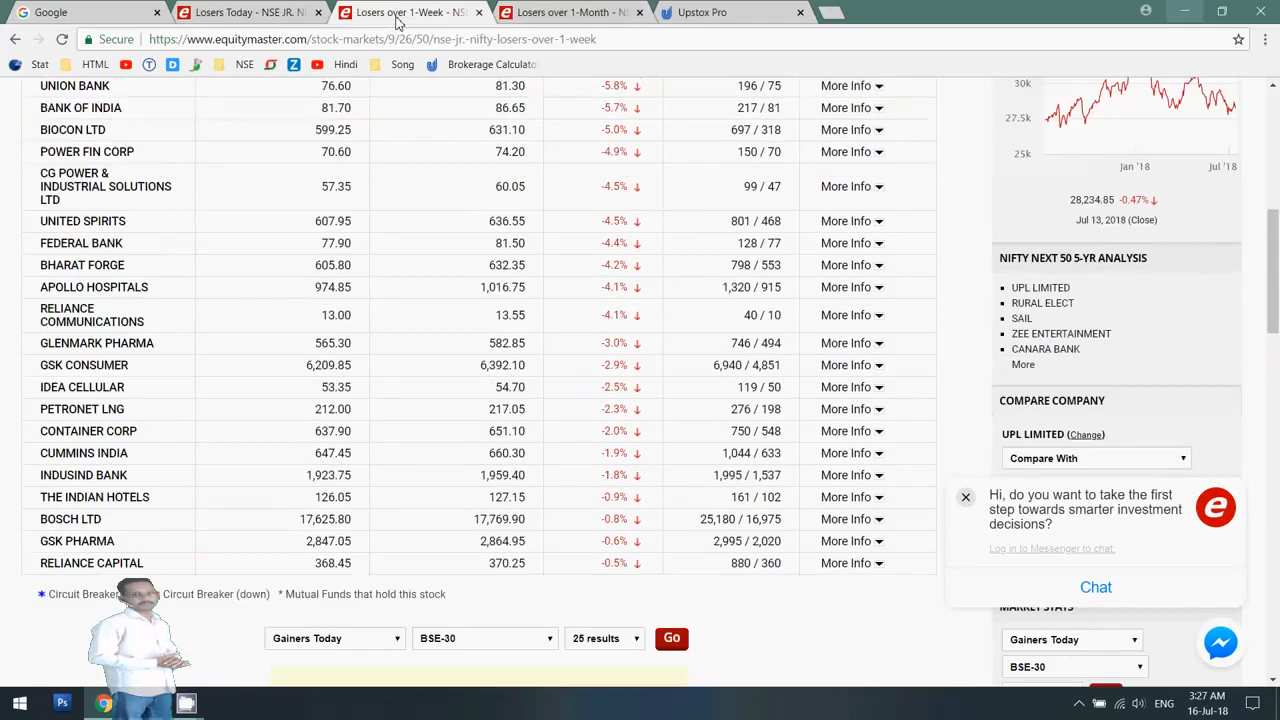 Google
Losers Today - NSE JR. N
Losers over 1-Week - NS
Losers over 1-Month - NS
Upstox Pro
Secure
https://www.equitymaster.com/stock-markets/9/26/50/nse-jr.-nifty-losers-over-1-week
Stat HTML NSE Hindi Song Brokerage Calculato
UNION BANK 76.60 81.30 -5.8% ↓ 196 / 75 More Info
BANK OF INDIA 81.70 86.65 -5.7% ↓ 217 / 81 More Info
BIOCON LTD 599.25 631.10 -5.0% ↓ 697 / 318 More Info
POWER FIN CORP 70.60 74.20 -4.9% ↓ 150 / 70 More Info
CG POWER &
INDUSTRIAL SOLUTIONS 57.35 60.05 -4.5% ↓ 99 / 47 More Info
LTD
UNITED SPIRITS 607.95 636.55 -4.5% ↓ 801 / 468 More Info
FEDERAL BANK 77.90 81.50 -4.4% ↓ 128 / 77 More Info
BHARAT FORGE 605.80 632.35 -4.2% ↓ 798 / 553 More Info
APOLLO HOSPITALS 974.85 1,016.75 -4.1% ↓ 1,320 / 915 More Info
RELIANCE
COMMUNICATIONS 13.00 13.55 -4.1% ↓ 40 / 10 More Info
GLENMARK PHARMA 565.30 582.85 -3.0% ↓ 746 / 494 More Info
GSK CONSUMER 6,209.85 6,392.10 -2.9% ↓ 6,940 / 4,851 More Info
IDEA CELLULAR 53.35 54.70 -2.5% ↓ 119 / 50 More Info
PETRONET LNG 212.00 217.05 -2.3% ↓ 276 / 198 More Info
CONTAINER CORP 637.90 651.10 -2.0% ↓ 750 / 548 More Info
CUMMINS INDIA 647.45 660.30 -1.9% ↓ 1,044 / 633 More Info
INDUSIND BANK 1,923.75 1,959.40 -1.8% ↓ 1,995 / 1,537 More Info
THE INDIAN HOTELS 126.05 127.15 -0.9% ↓ 161 / 102 More Info
BOSCH LTD 17,625.80 17,769.90 -0.8% ↓ 25,180 / 16,975 More Info
GSK PHARMA 2,847.05 2,864.95 -0.6% ↓ 2,995 / 2,020 More Info
RELIANCE CAPITAL 368.45 370.25 -0.5% ↓ 880 / 360 More Info
* Circuit Breaker Circuit Breaker (down) * Mutual Funds that hold this stock
Gainers Today BSE-30 25 results Go
30k
27.5k
25k
Jan '18 Jul '18
28,234.85 -0.47% ↓
Jul 13, 2018 (Close)
NIFTY NEXT 50 5-YR ANALYSIS
UPL LIMITED
RURAL ELECT
SAIL
ZEE ENTERTAINMENT
CANARA BANK
More
COMPARE COMPANY
UPL LIMITED (Change)
Compare With
Hi, do you want to take the first
step towards smarter investment
decisions?
Log in to Messenger to chat.
Chat
MARKET STATS
Gainers Today
BSE-30
ENG
3:27 AM
16-Jul-18